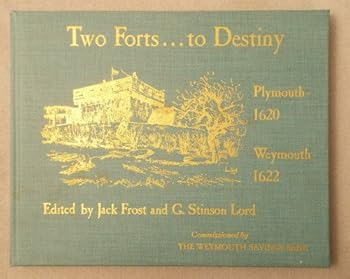 Two Forts...to Destiny
Plymouth-
1620
Weymouth-
1622
Edited by Jack Frost and G. Stinson Lord
Commissioned by
THE WEYMOUTH SAVINGS BANK